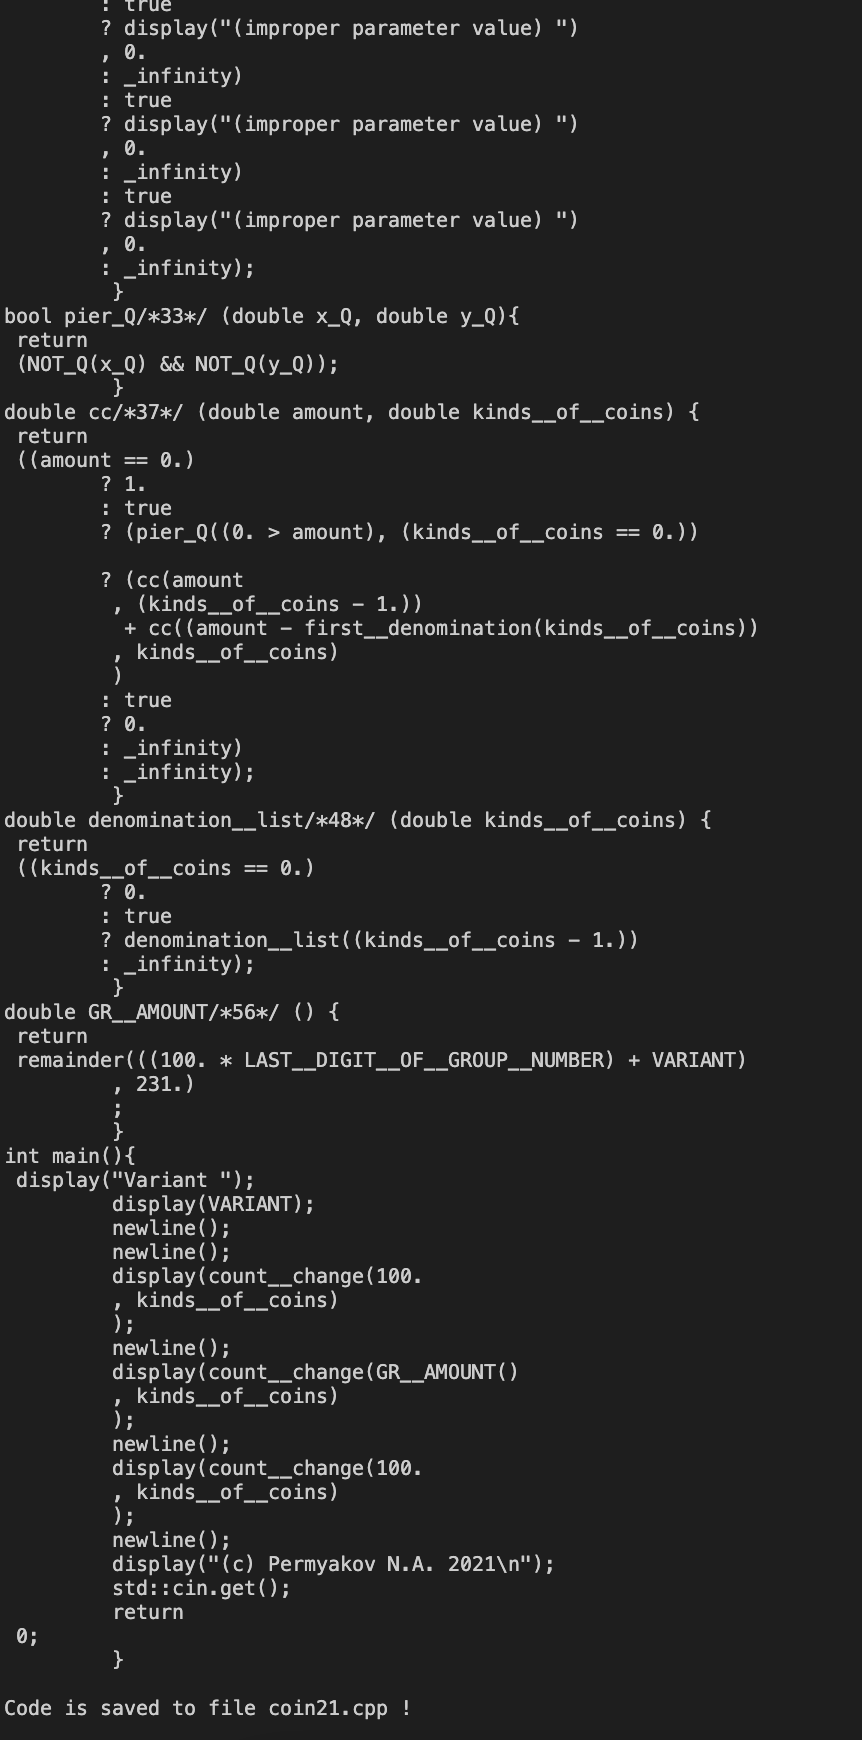 : true
? display("(improper parameter value) ")
, 0.
: _infinity)
: true
? display("(improper parameter value) ")
, 0.
: _infinity)
: true
? display("(improper parameter value) ")
, 0.
: _infinity);
}
bool pier_Q/*33*/ (double x_Q, double y_Q){
return
(NOT_Q(x_Q) && NOT_Q(y_Q));
}
double cc/*37*/ (double amount, double kinds__of__coins) {
return
((amount == 0.)
? 1.
: true
? (pier_Q((0. > amount), (kinds__of__coins == 0.))
? (cc(amount
, (kinds__of__coins - 1.))
+ cc((amount - first__denomination(kinds__of__coins))
, kinds__of__coins)
)
: true
? 0.
: _infinity)
: _infinity);
}
double denomination__list/*48*/ (double kinds__of__coins) {
return
((kinds__of__coins == 0.)
? 0.
: true
? denomination__list((kinds__of__coins - 1.))
: _infinity);
}
double GR__AMOUNT/*56*/ () {
return
remainder(((100. * LAST__DIGIT__OF__GROUP__NUMBER) + VARIANT)
, 231.)
;
}
int main(){
display("Variant ");
display(VARIANT);
newline();
newline();
display(count__change(100.
, kinds__of__coins)
);
newline();
display(count__change(GR__AMOUNT()
, kinds__of__coins)
);
newline();
display(count__change(100.
, kinds__of__coins)
);
newline();
display("(c) Permyakov N.A. 2021\n");
std::cin.get();
return
0;
}
Code is saved to file coin21.cpp !